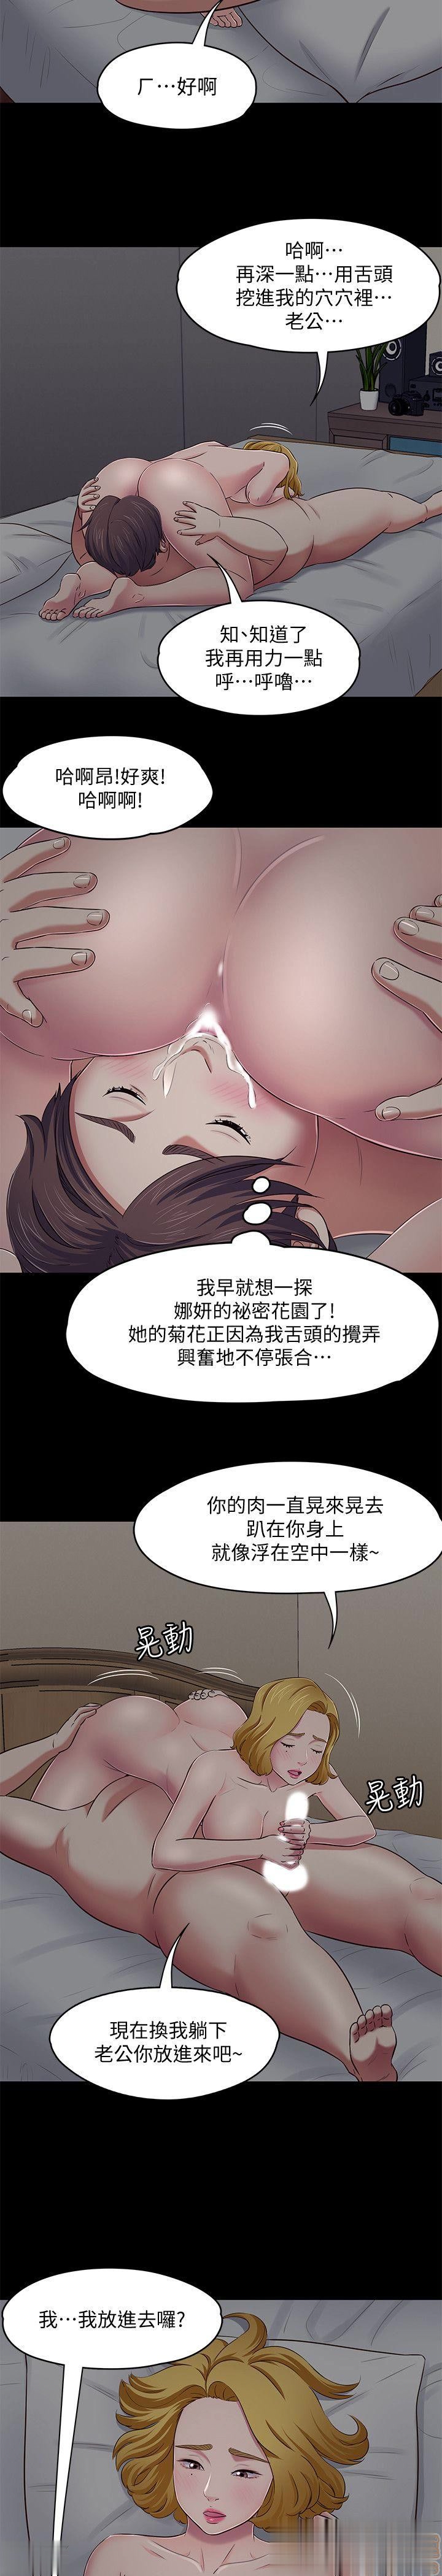 ㄏ…好啊
哈啊…
再深一點…用舌頭
挖進我的穴穴裡…
老公…
知、知道了
我再用力一點
呼…呼嚕…
哈啊昂!好爽!
哈啊啊!
我早就想一探
娜妍的祕密花園了!
她的菊花正因為我舌頭的攪弄
興奮地不停張合…
你的肉一直晃來晃去
趴在你身上
就像浮在空中一樣~
晃動
晃動
現在換我躺下
老公你放進來吧~
我…我放進去囉?